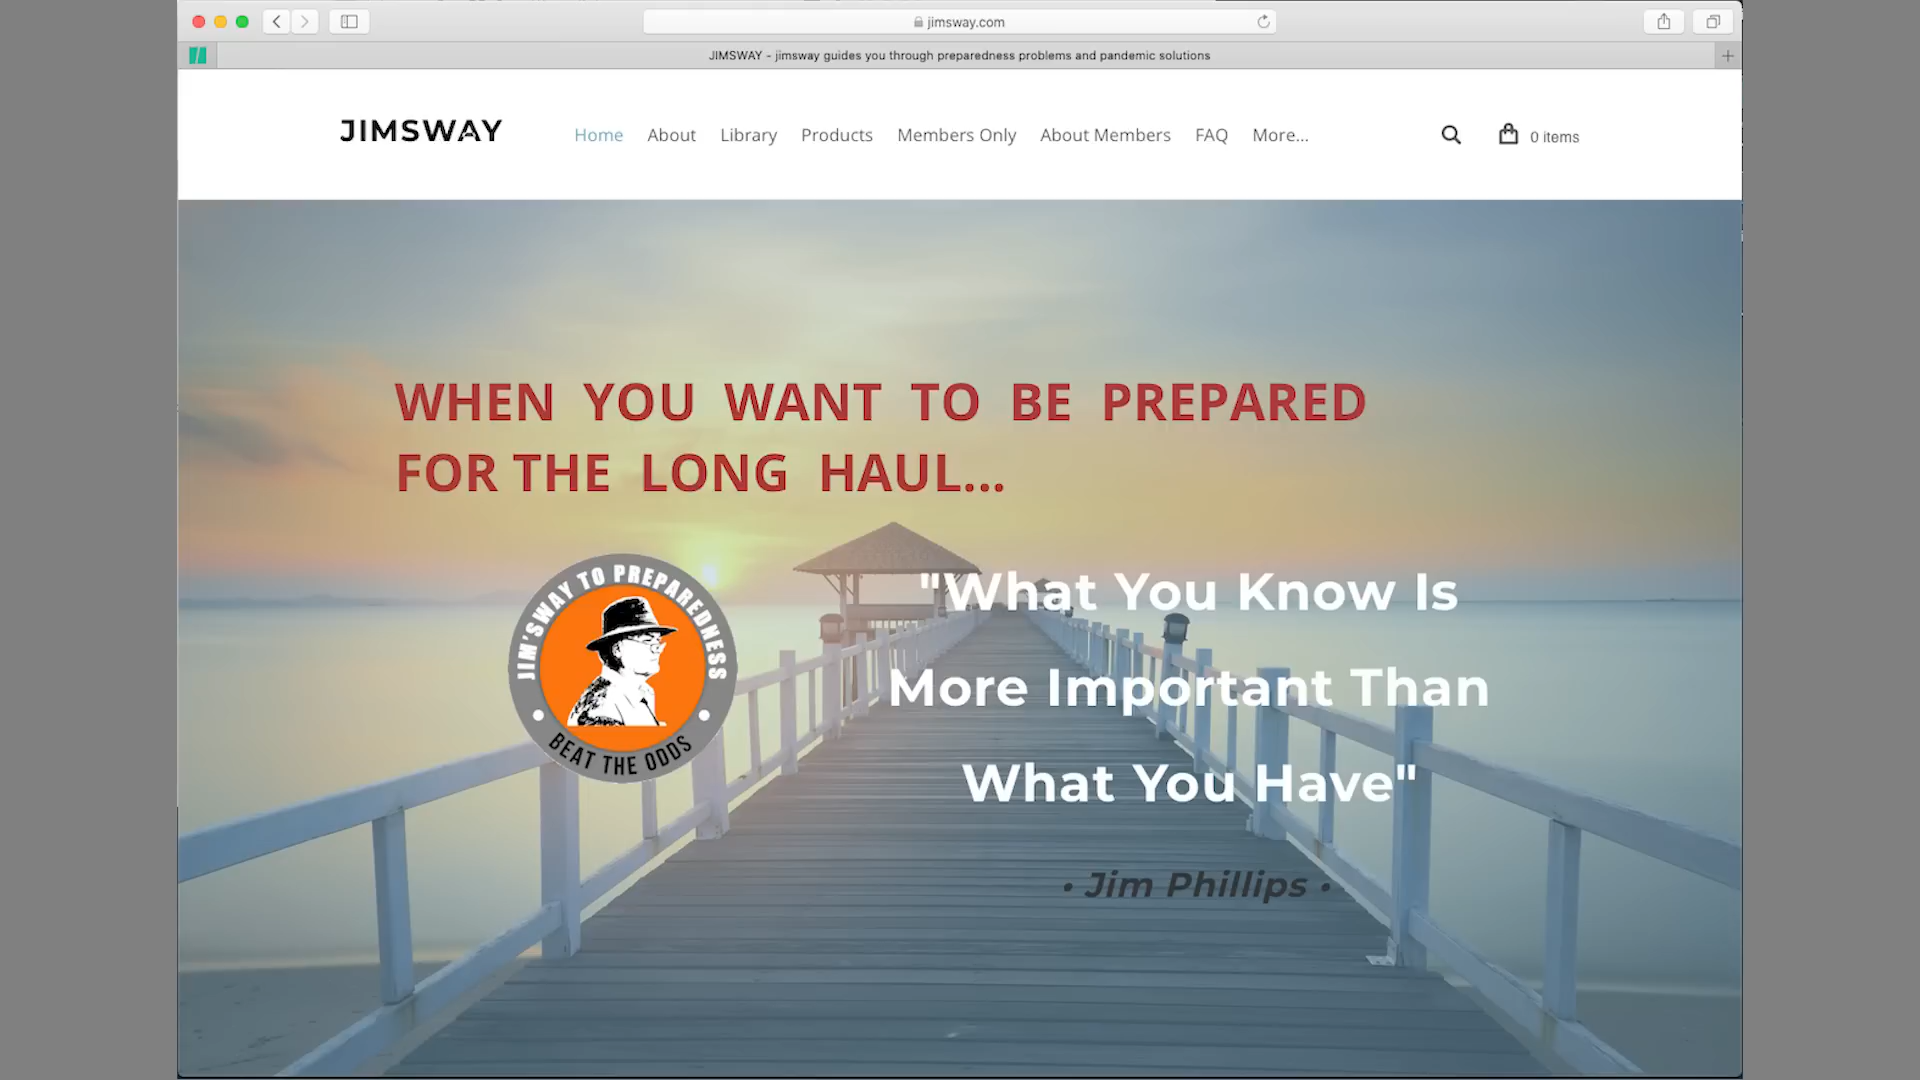 jimsway.com
JIMSWAY - jimsway guides you through preparedness problems and pandemic solutions
JIMSWAY
Home About Library Products Members Only About Members FAQ More... 0 items
WHEN YOU WANT TO BE PREPARED
FOR THE LONG HAUL...
JIM'SWAY TO PREPAREDNESS
BEAT THE ODDS
"What You Know Is
More Important Than
What You Have"
• Jim Phillips •